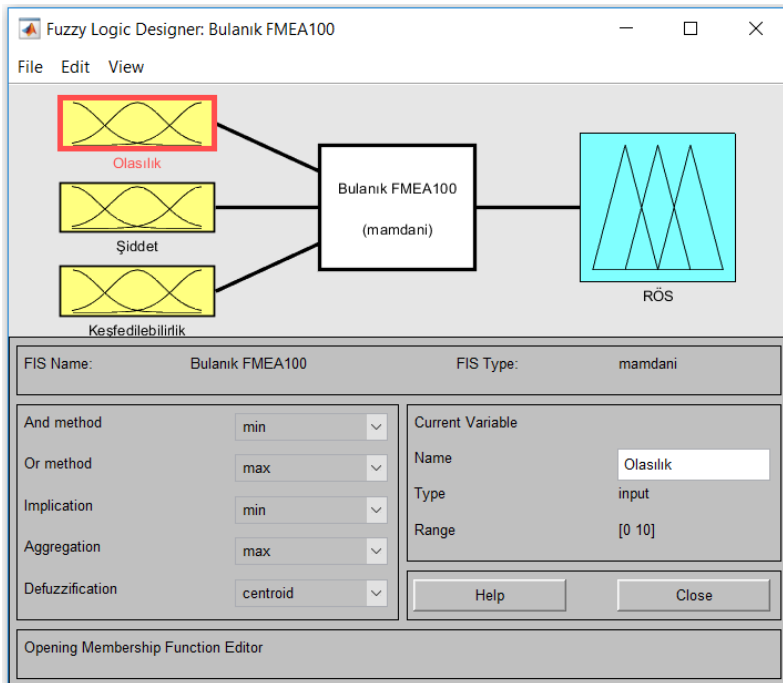 Fuzzy Logic Designer: Bulanık FMEA100
File Edit View
Olasılık
Şiddet
Keşfedilebilirlik
Bulanık FMEA100
(mamdani)
RÖS
FIS Name: Bulanık FMEA100 FIS Type: mamdani
And method min
Or method max
Implication min
Aggregation max
Defuzzification centroid
Current Variable
Name Olasılık
Type input
Range [0 10]
Help Close
Opening Membership Function Editor